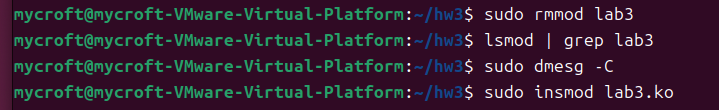 mycroft@mycroft-VMware-Virtual-Platform:~/hw3$ sudo rmmod lab3
mycroft@mycroft-VMware-Virtual-Platform:~/hw3$ lsmod | grep lab3
mycroft@mycroft-VMware-Virtual-Platform:~/hw3$ sudo dmesg -C
mycroft@mycroft-VMware-Virtual-Platform:~/hw3$ sudo insmod lab3.ko